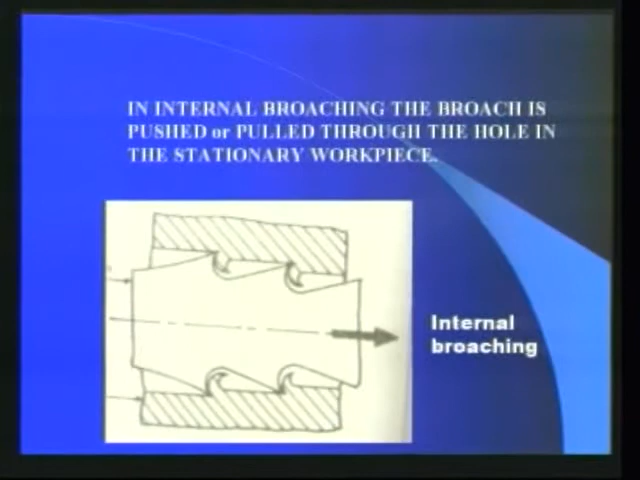 IN INTERNAL BROACHING THE BROACH IS
PUSHED or PULLED THROUGH THE HOLE IN
THE STATIONARY WORKPIECE.
Internal
broaching